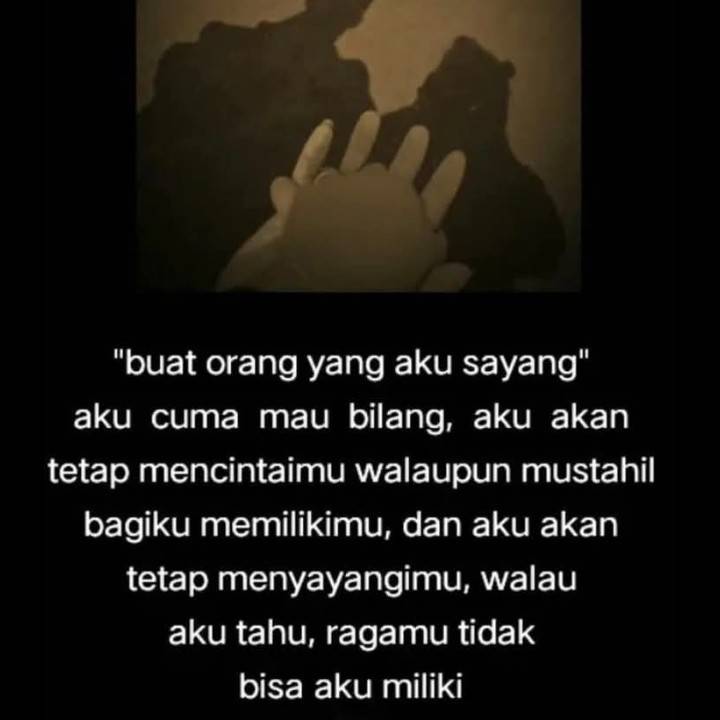 "buat orang yang aku sayang"
aku cuma mau bilang, aku akan
tetap mencintaimu walaupun mustahil
bagiku memilikimu, dan aku akan
tetap menyayangimu, walau
aku tahu, ragamu tidak
bisa aku miliki